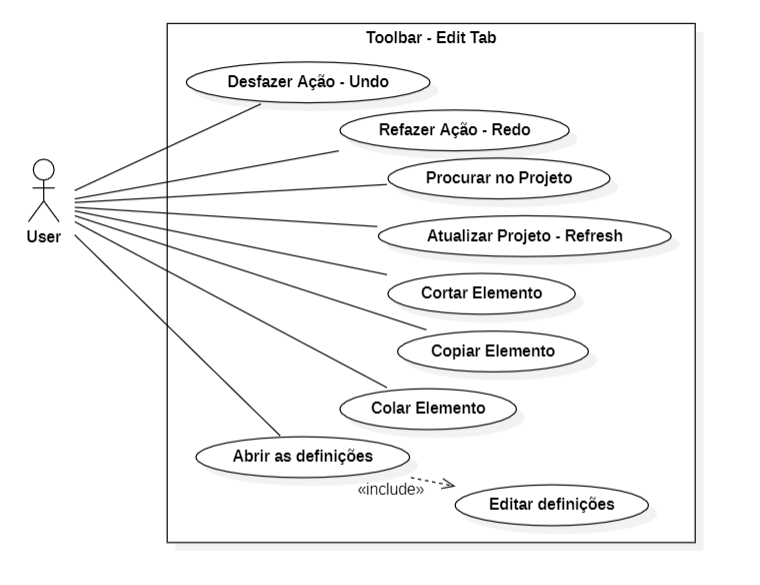 Toolbar - Edit Tab
Desfazer Ação - Undo
Refazer Ação - Redo
Procurar no Projeto
User
Atualizar Projeto - Refresh
Cortar Elemento
Copiar Elemento
Colar Elemento
Abrir as definições
«include»
Editar definições